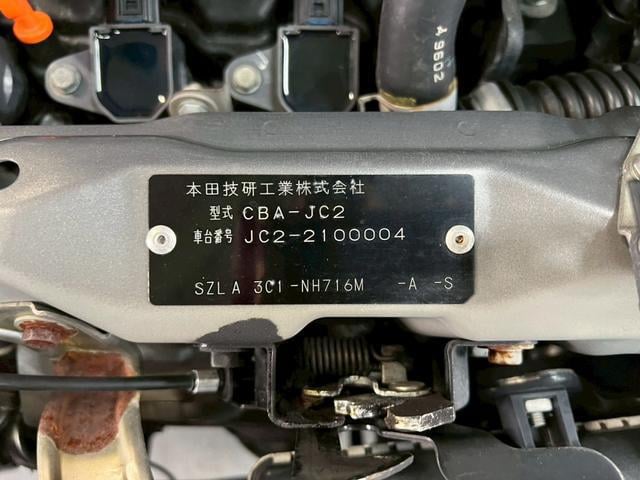 A9602
本田技研工業株式会社
型式 CBA-JC2
車台番号 JC2-2100004
SZLA 3C1-NH716M -A -S